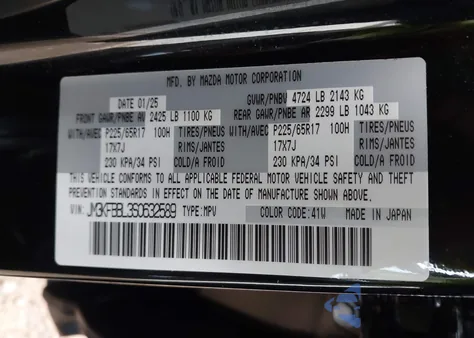 MFD. BY MAZDA MOTOR CORPORATION
DATE 01/25 GVWR/PNBV 4724 LB 2143 KG
FRONT GAWR/PNBE AV 2425 LB 1100 KG REAR GAWR/PNBE AR 2299 LB 1043 KG
WITH/AVEC P225/65R17 100H TIRES/PNEUS WITH/AVEC P225/65R17 100H TIRES/PNEUS
17X7J RIMS/JANTES 17X7J RIMS/JANTES
230 KPA/34 PSI COLD/A FROID 230 KPA/34 PSI COLD/A FROID
THIS VEHICLE CONFORMS TO ALL APPLICABLE FEDERAL MOTOR VEHICLE SAFETY AND THEFT
PREVENTION STANDARDS IN EFFECT ON THE DATE OF MANUFACTURE SHOWN ABOVE.
VIN: JM3KFBBL3S0632589 TYPE:MPV COLOR CODE:41W MADE IN JAPAN